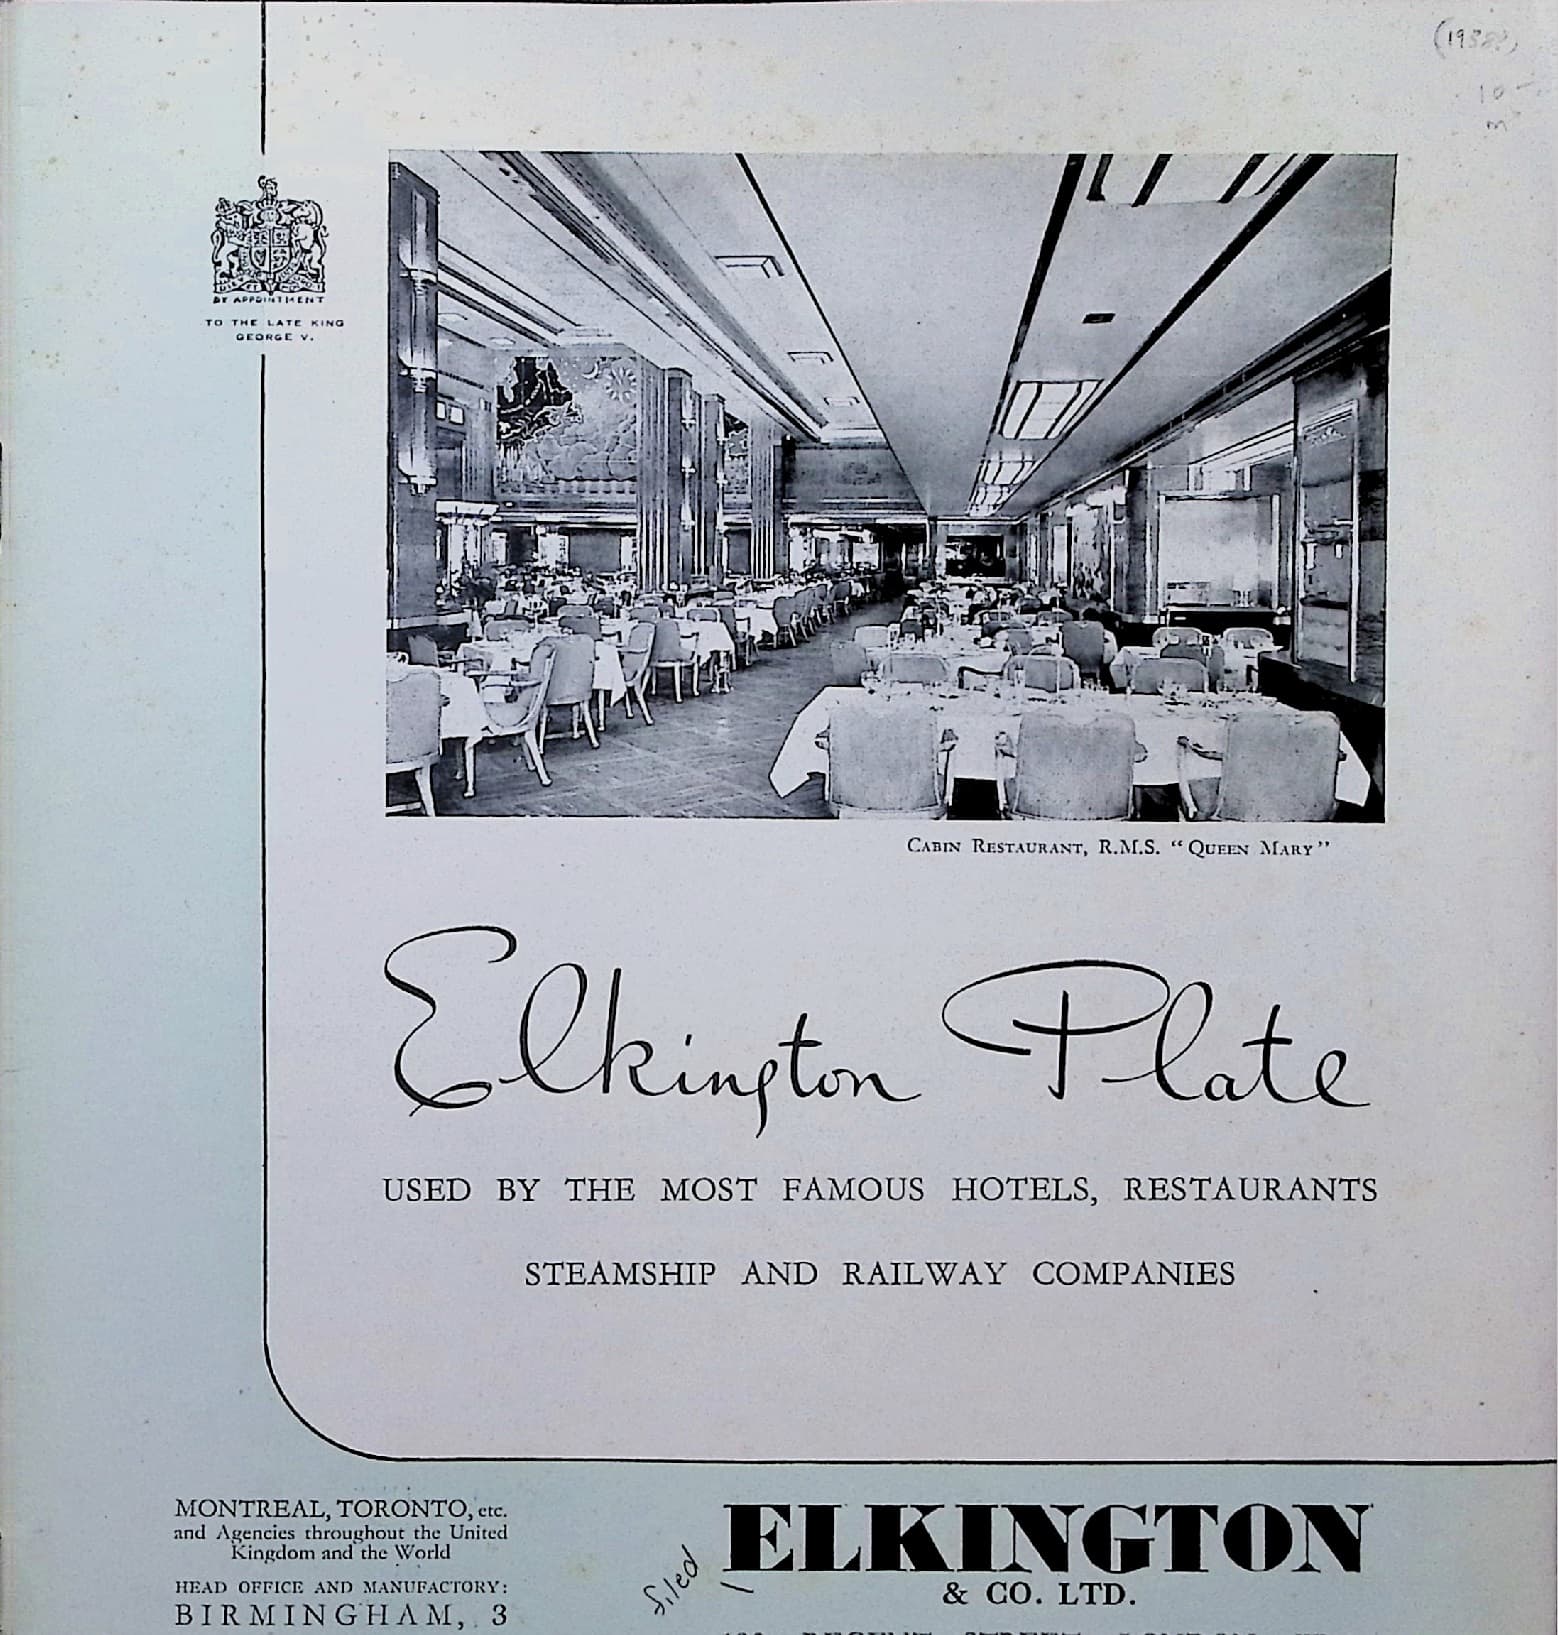 BY APPOINTMENT
TO THE LATE KING
GEORGE V.
CABIN RESTAURANT, R.M.S. "QUEEN MARY"
Elkington Plate
USED BY THE MOST FAMOUS HOTELS, RESTAURANTS
STEAMSHIP AND RAILWAY COMPANIES
MONTREAL, TORONTO, etc.
and Agencies throughout the United
Kingdom and the World
HEAD OFFICE AND MANUFACTORY:
BIRMINGHAM, 3
filed
ELKINGTON
& CO. LTD.